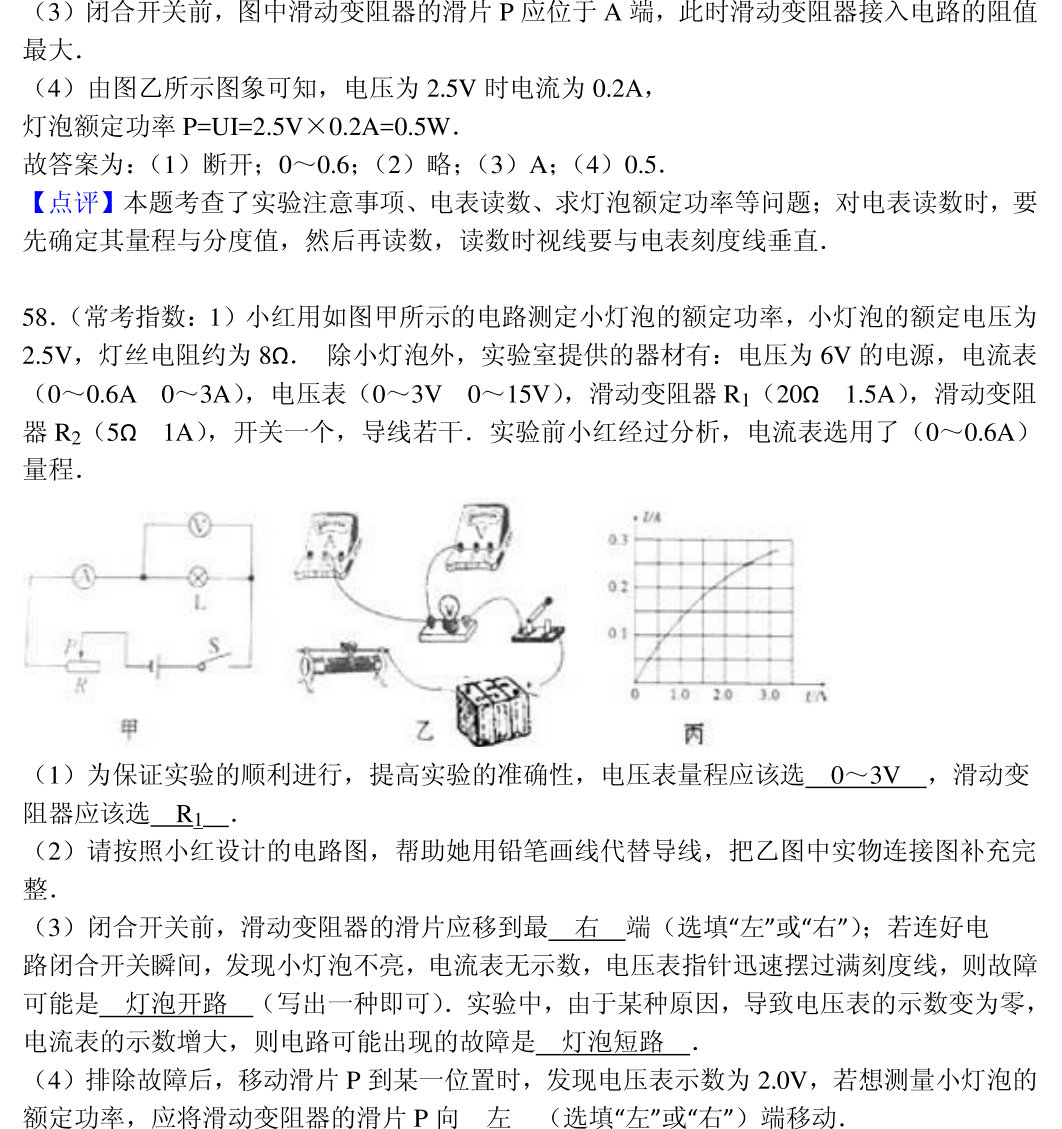 （3）闭合开关前，图中滑动变阻器的滑片 P 应位于 A 端，此时滑动变阻器接入电路的阻值
最大．
（4）由图乙所示图象可知，电压为 2.5V 时电流为 0.2A，
灯泡额定功率 P=UI=2.5V×0.2A=0.5W．
故答案为：（1）断开；0～0.6；（2）略；（3）A；（4）0.5．
【点评】本题考查了实验注意事项、电表读数、求灯泡额定功率等问题；对电表读数时，要
先确定其量程与分度值，然后再读数，读数时视线要与电表刻度线垂直．
58．（常考指数：1）小红用如图甲所示的电路测定小灯泡的额定功率，小灯泡的额定电压为
2.5V，灯丝电阻约为 8Ω． 除小灯泡外，实验室提供的器材有：电压为 6V 的电源，电流表
（0～0.6A 0～3A），电压表（0～3V 0～15V），滑动变阻器 R1（20Ω 1.5A），滑动变阻
器 R2（5Ω 1A），开关一个，导线若干．实验前小红经过分析，电流表选用了（0～0.6A）
量程．
V
A
L
P
S
R
甲
A
V
乙
I/A
0.3
0.2
0.1
0 1.0 2.0 3.0 U/V
丙
（1）为保证实验的顺利进行，提高实验的准确性，电压表量程应该选 0～3V ，滑动变
阻器应该选 R1 ．
（2）请按照小红设计的电路图，帮助她用铅笔画线代替导线，把乙图中实物连接图补充完
整．
（3）闭合开关前，滑动变阻器的滑片应移到最 右 端（选填“左”或“右”）；若连好电
路闭合开关瞬间，发现小灯泡不亮，电流表无示数，电压表指针迅速摆过满刻度线，则故障
可能是 灯泡开路 （写出一种即可）．实验中，由于某种原因，导致电压表的示数变为零，
电流表的示数增大，则电路可能出现的故障是 灯泡短路 ．
（4）排除故障后，移动滑片 P 到某一位置时，发现电压表示数为 2.0V，若想测量小灯泡的
额定功率，应将滑动变阻器的滑片 P 向 左 （选填“左”或“右”）端移动．